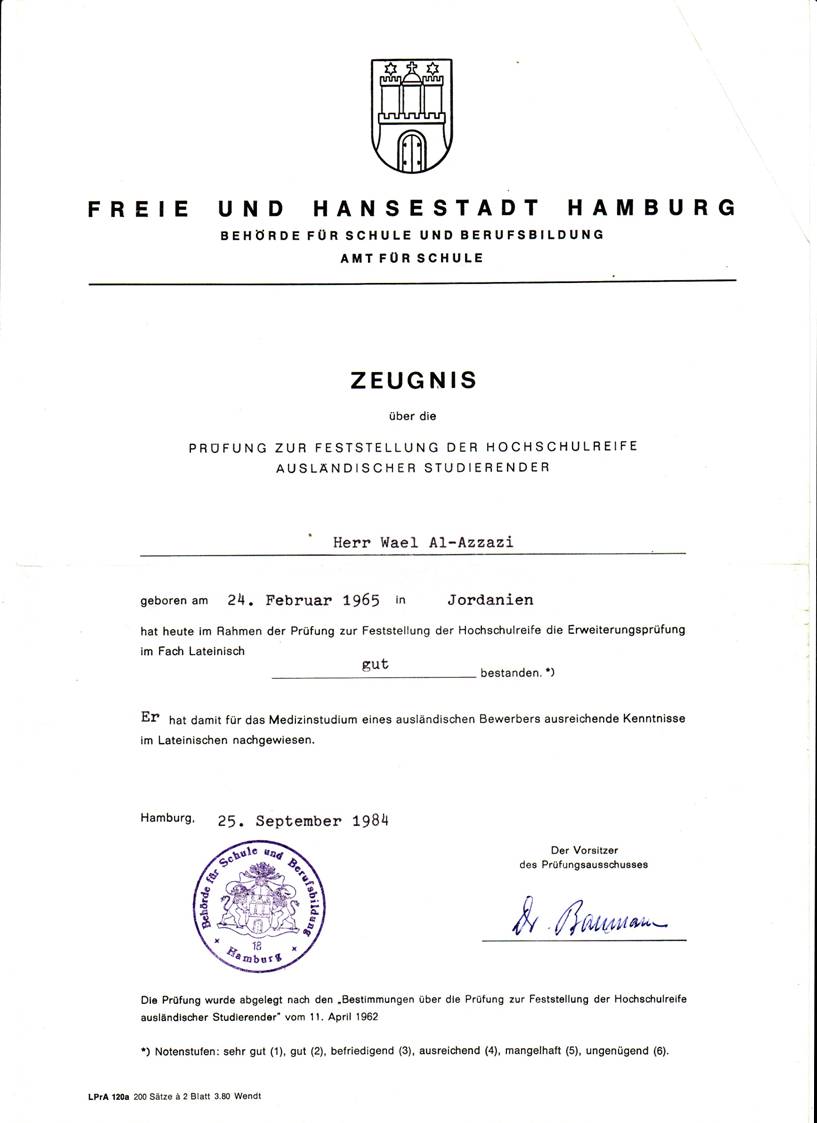 FREIE UND HANSESTADT HAMBURG
BEHÖRDE FÜR SCHULE UND BERUFSBILDUNG
AMT FÜR SCHULE
ZEUGNIS
über die
PRÜFUNG ZUR FESTSTELLUNG DER HOCHSCHULREIFE
AUSLÄNDISCHER STUDIERENDER
Herr Wael Al-Azzazi
geboren am 24. Februar 1965 in Jordanien
hat heute im Rahmen der Prüfung zur Feststellung der Hochschulreife die Erweiterungsprüfung
im Fach Lateinisch
gut bestanden. *)
Er hat damit für das Medizinstudium eines ausländischen Bewerbers ausreichende Kenntnisse
im Lateinischen nachgewiesen.
Hamburg, 25. September 1984
Behörde für Schule und Berufsbildung
18
* Hamburg *
Der Vorsitzer
des Prüfungsausschusses
Dr. Baumann
Die Prüfung wurde abgelegt nach den „Bestimmungen über die Prüfung zur Feststellung der Hochschulreife
ausländischer Studierender" vom 11. April 1962
*) Notenstufen: sehr gut (1), gut (2), befriedigend (3), ausreichend (4), mangelhaft (5), ungenügend (6).
LPrA 120a 200 Sätze à 2 Blatt 3.80 Wendt